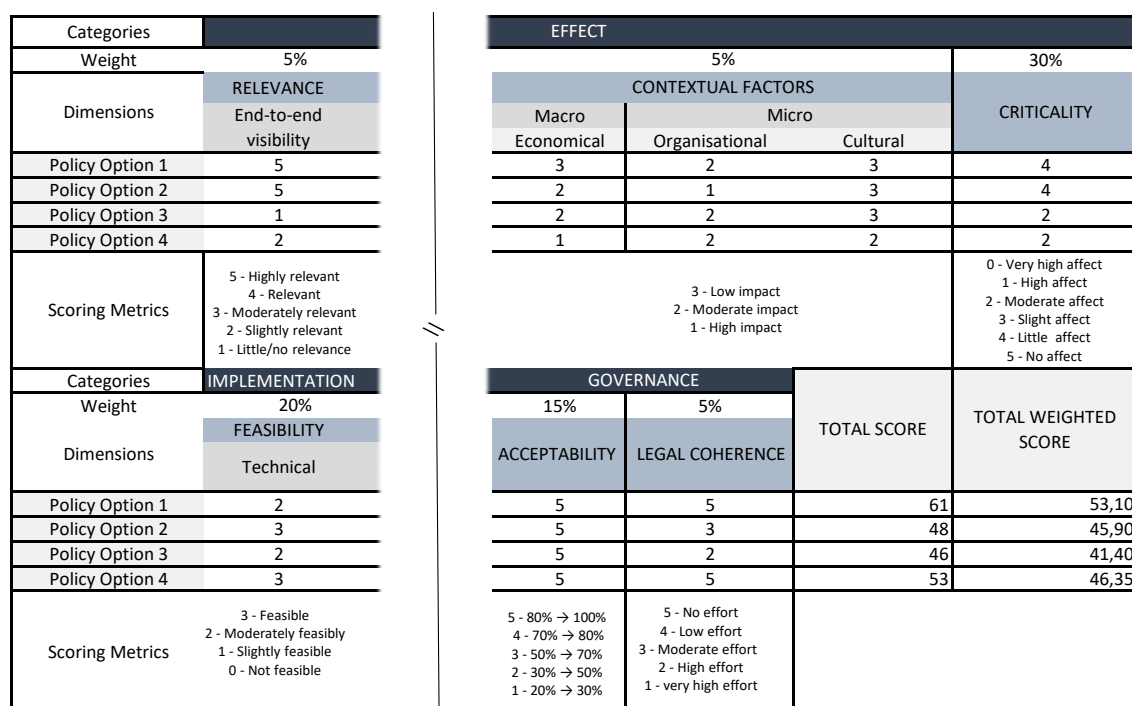 Categories EFFECT
Weight 5% 5% 30%
Dimensions RELEVANCE CONTEXTUAL FACTORS CRITICALITY
End-to-end visibility Macro Micro
Economical Organisational Cultural
Policy Option 1 5 3 2 3 4
Policy Option 2 5 2 1 3 4
Policy Option 3 1 2 2 3 2
Policy Option 4 2 1 2 2 2
Scoring Metrics
5 - Highly relevant
4 - Relevant
3 - Moderately relevant
2 - Slightly relevant
1 - Little/no relevance
//
3 - Low impact
2 - Moderate impact
1 - High impact
0 - Very high affect
1 - High affect
2 - Moderate affect
3 - Slight affect
4 - Little affect
5 - No affect
Categories IMPLEMENTATION GOVERNANCE TOTAL SCORE TOTAL WEIGHTED SCORE
Weight 20% 15% 5%
Dimensions FEASIBILITY ACCEPTABILITY LEGAL COHERENCE
Technical
Policy Option 1 2 5 5 61 53,10
Policy Option 2 3 5 3 48 45,90
Policy Option 3 2 5 2 46 41,40
Policy Option 4 3 5 5 53 46,35
Scoring Metrics
3 - Feasible
2 - Moderately feasibly
1 - Slightly feasible
0 - Not feasible
5 - 80% → 100%
4 - 70% → 80%
3 - 50% → 70%
2 - 30% → 50%
1 - 20% → 30%
5 - No effort
4 - Low effort
3 - Moderate effort
2 - High effort
1 - very high effort